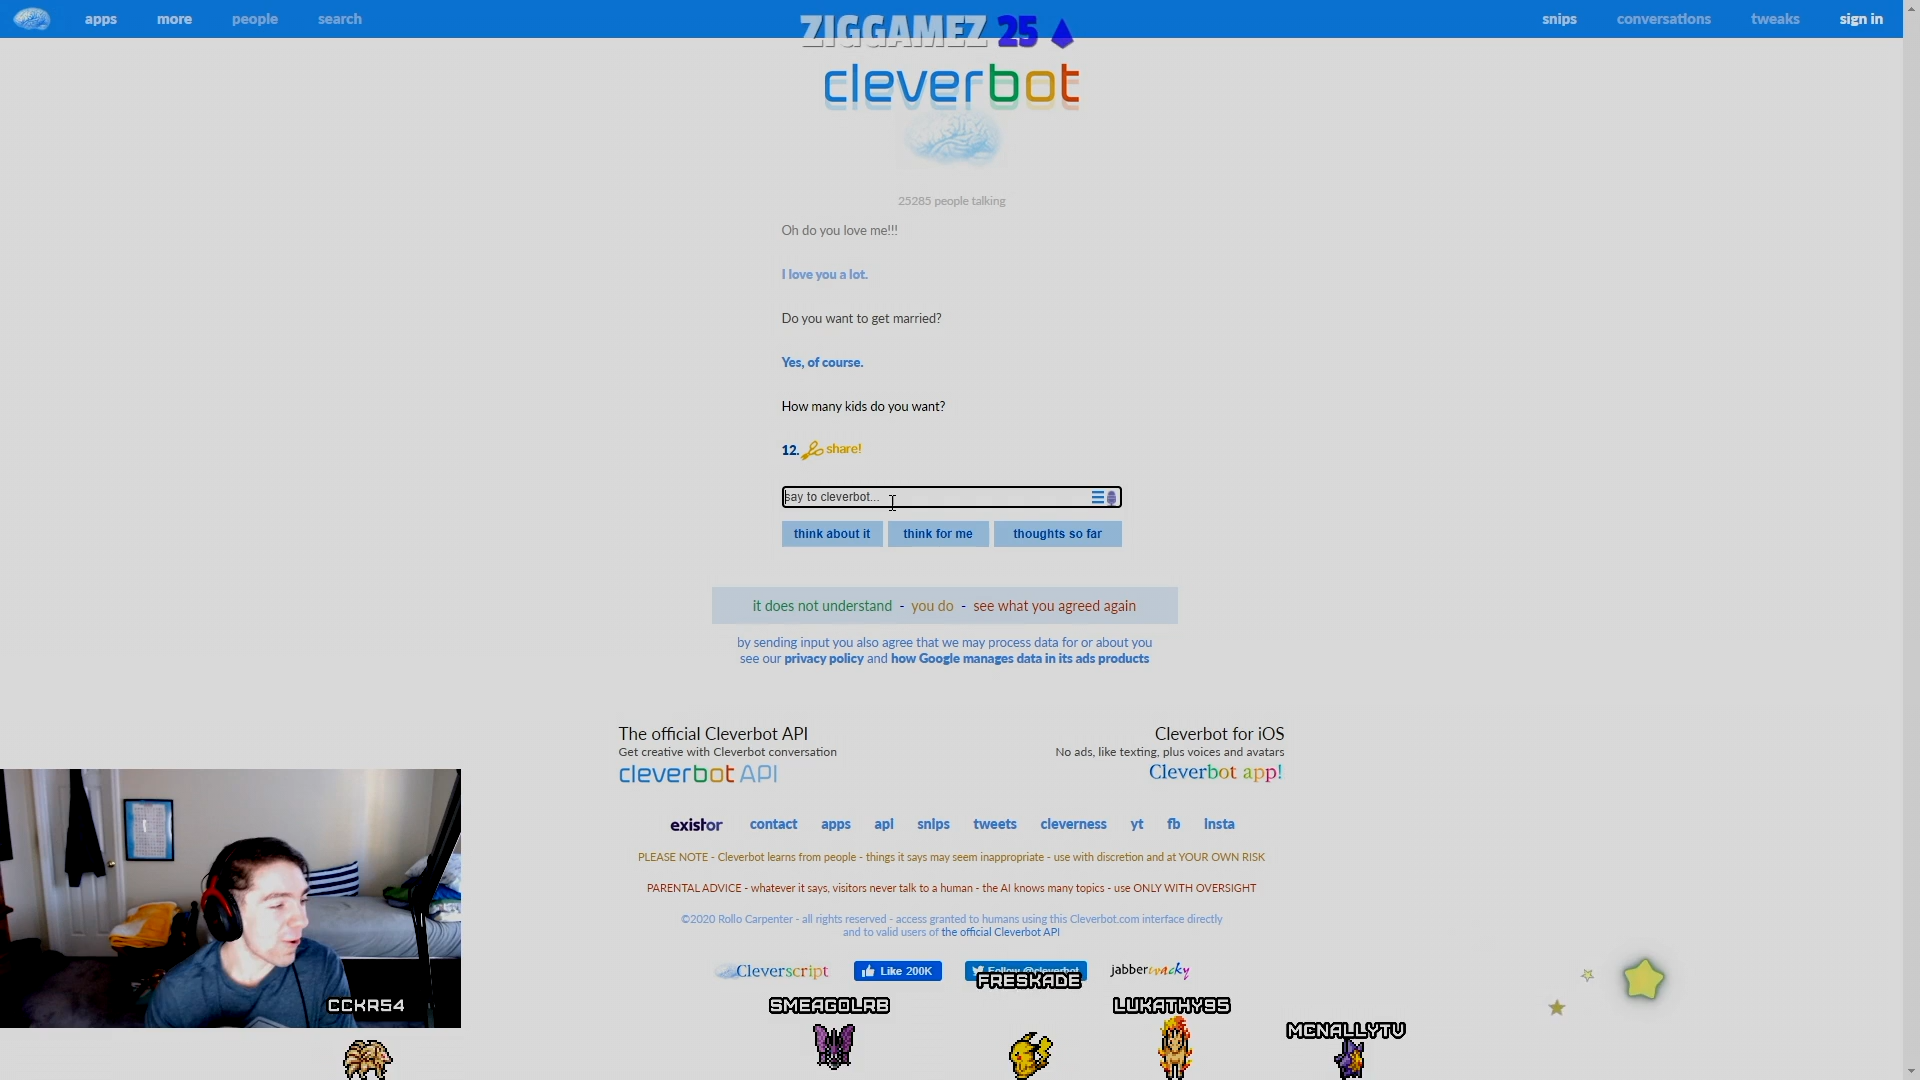 apps more people search
snips conversations tweaks sign in
ZIGGAMEZ 25
cleverbot
25285 people talking
Oh do you love me!!!
I love you a lot.
Do you want to get married?
Yes, of course.
How many kids do you want?
12. share!
say to cleverbot...
think about it think for me thoughts so far
it does not understand - you do - see what you agreed again
by sending input you also agree that we may process data for or about you
see our privacy policy and how Google manages data in its ads products
The official Cleverbot API
Get creative with Cleverbot conversation
cleverbot API
Cleverbot for iOS
No ads, like texting, plus voices and avatars
Cleverbot app!
existor contact apps api snips tweets cleverness yt fb insta
PLEASE NOTE - Cleverbot learns from people - things it says may seem inappropriate - use with discretion and at YOUR OWN RISK
PARENTAL ADVICE - whatever it says, visitors never talk to a human - the AI knows many topics - use ONLY WITH OVERSIGHT
©2020 Rollo Carpenter - all rights reserved - access granted to humans using this Cleverbot.com interface directly
and to valid users of the official Cleverbot API
Cleverscript Like 200K Follow @cleverbot jabberwacky
FRESKADE
CCKR54
SMEAGOLRB
LUKATHY95
MCNALLYTV